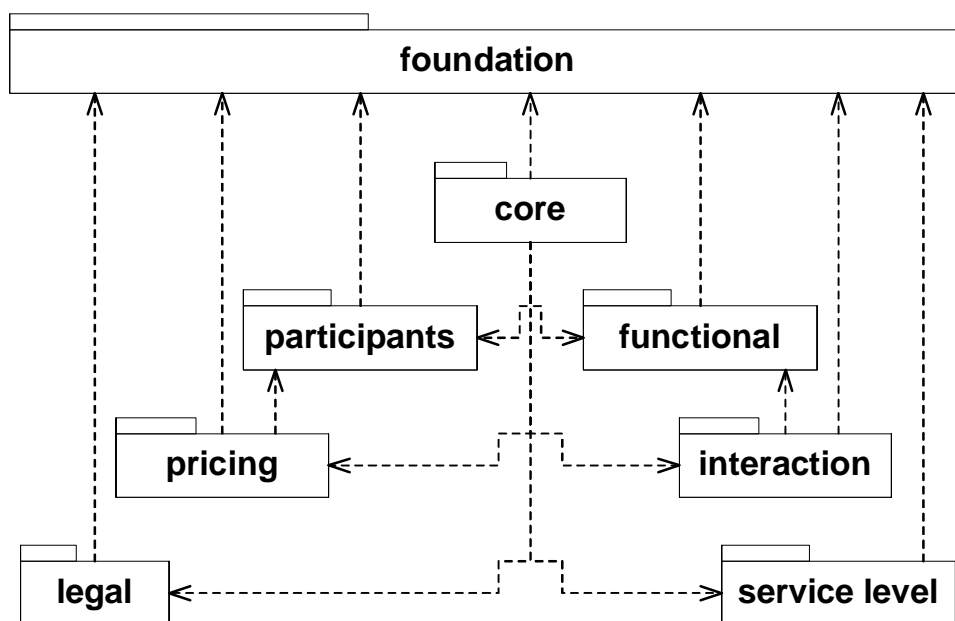 foundation
core
participants
functional
pricing
interaction
legal
service level